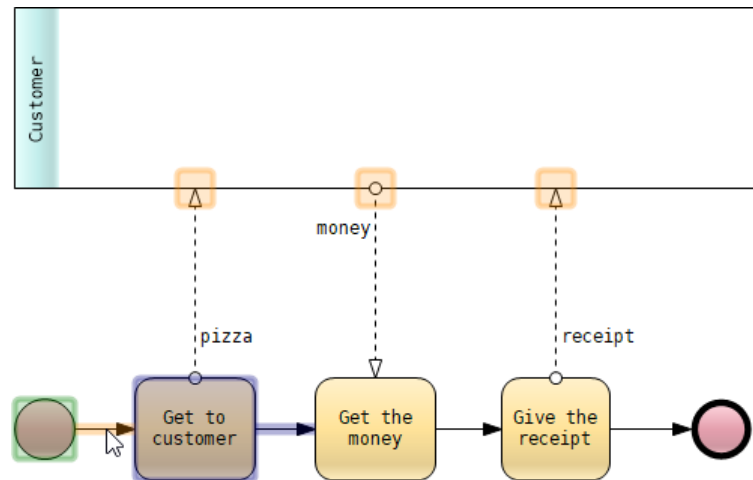 Customer
money
pizza
receipt
Get to
customer
Get the
money
Give the
receipt